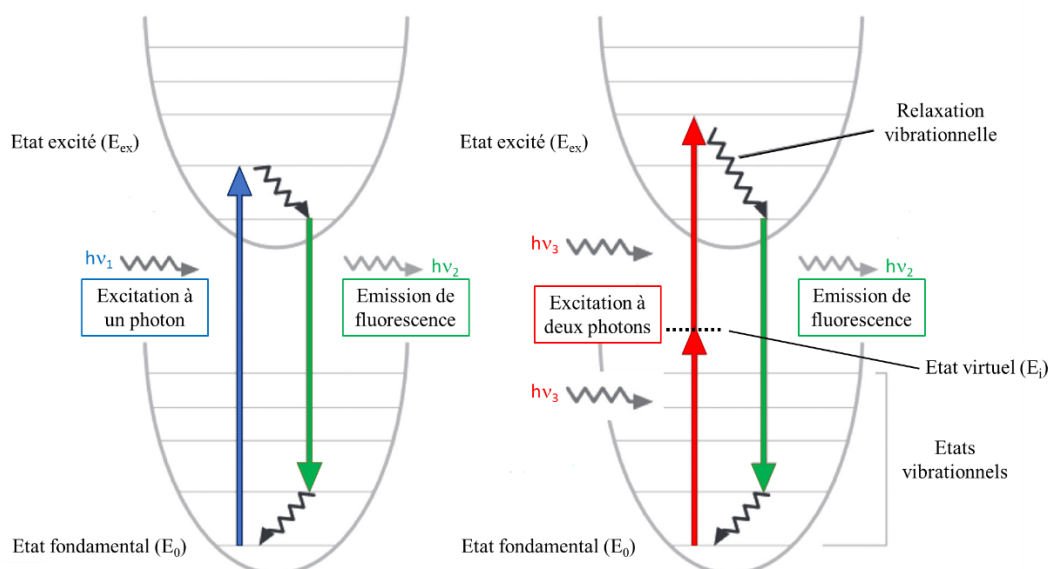 Etat excité (Eex)
hν1
Excitation à
un photon
hν2
Emission de
fluorescence
Etat fondamental (E0)
Relaxation
vibrationnelle
Etat excité (Eex)
hν3
Excitation à
deux photons
hν2
Emission de
fluorescence
Etat virtuel (Ei)
hν3
Etats
vibrationnels
Etat fondamental (E0)